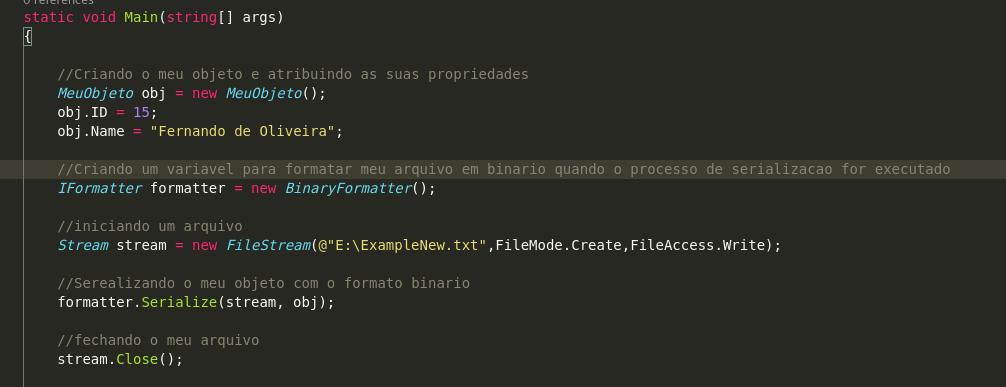 0 references
static void Main(string[] args)
{
//Criando o meu objeto e atribuindo as suas propriedades
MeuObjeto obj = new MeuObjeto();
obj.ID = 15;
obj.Name = "Fernando de Oliveira";
//Criando um variavel para formatar meu arquivo em binario quando o processo de serializacao for executado
IFormatter formatter = new BinaryFormatter();
//iniciando um arquivo
Stream stream = new FileStream(@"E:\ExampleNew.txt",FileMode.Create,FileAccess.Write);
//Serealizando o meu objeto com o formato binario
formatter.Serialize(stream, obj);
//fechando o meu arquivo
stream.Close();